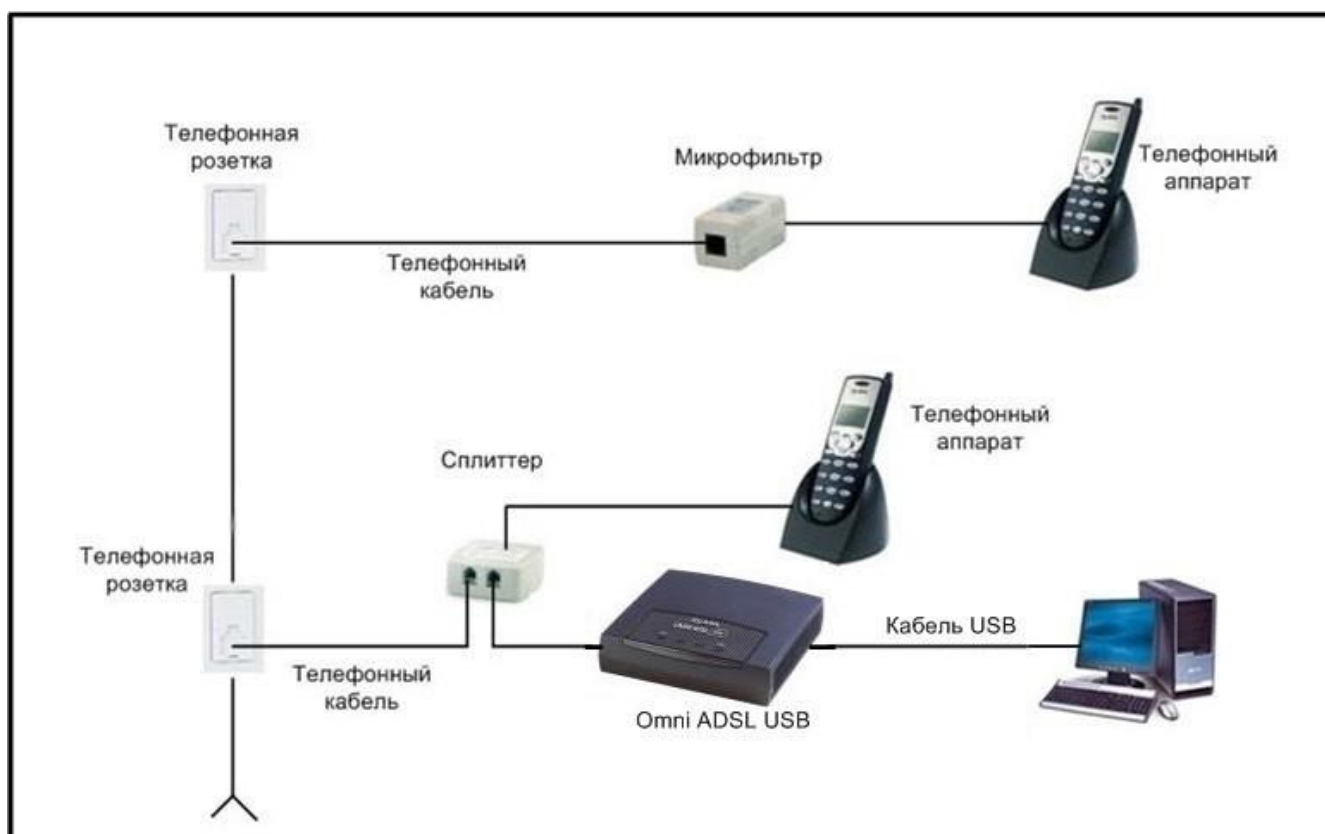 Телефонная
розетка
Микрофильтр
Телефонный
аппарат
Телефонный
кабель
Телефонный
аппарат
Сплиттер
Телефонная
розетка
Кабель USB
Телефонный
кабель
Omni ADSL USB